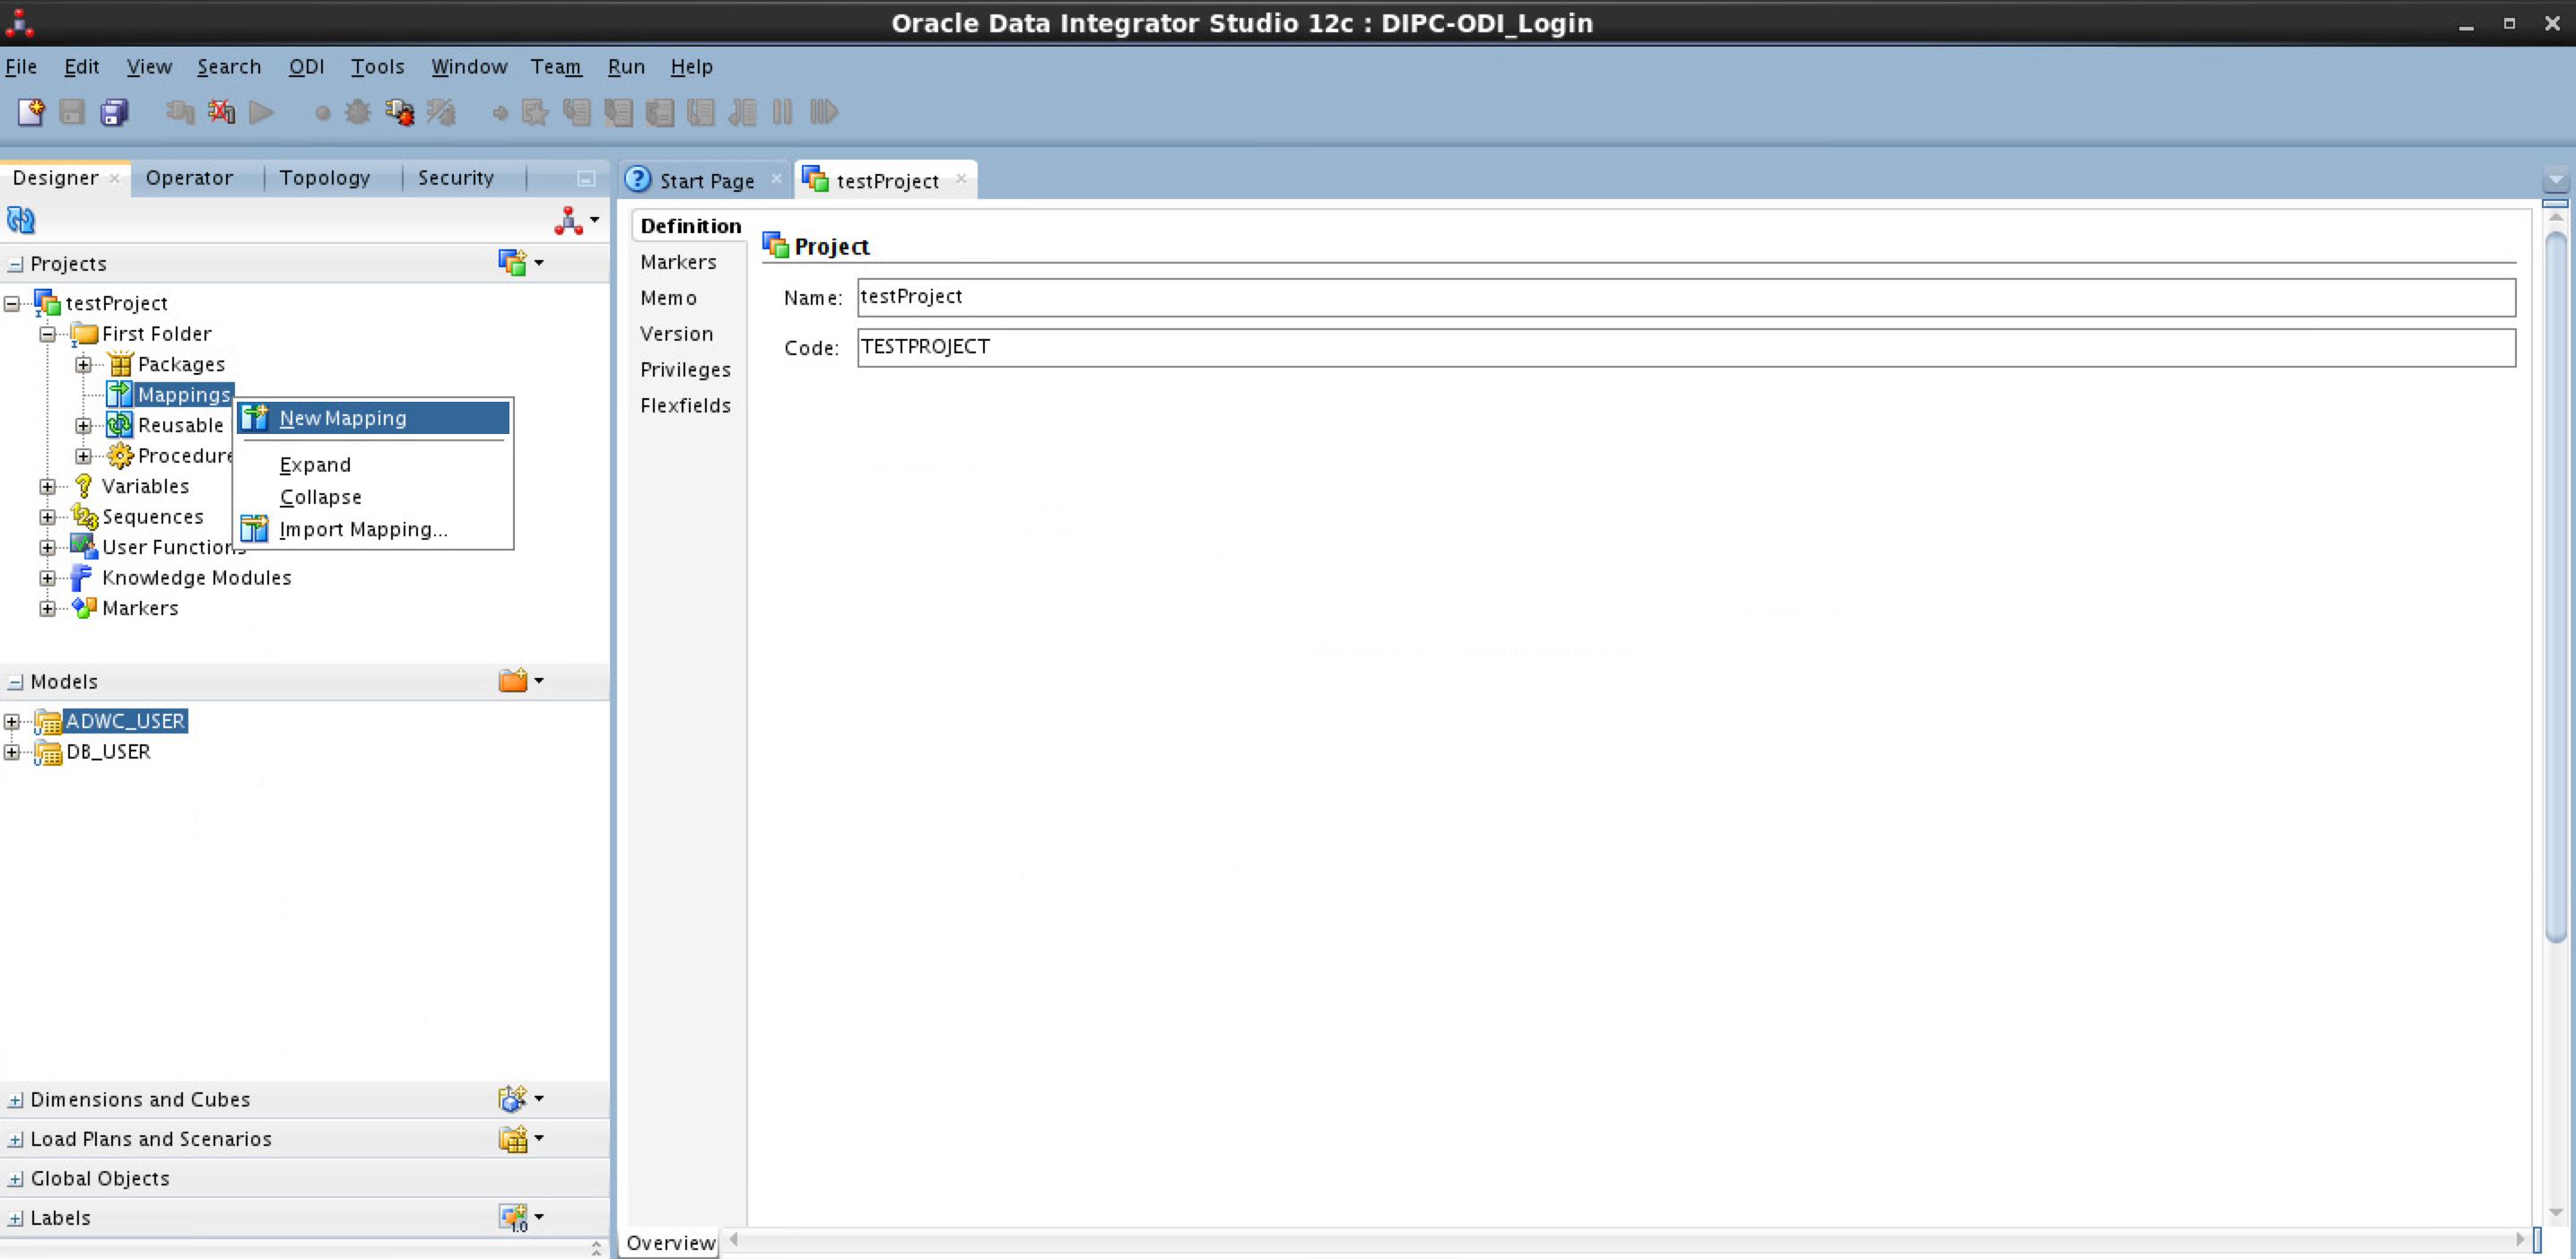 Oracle Data Integrator Studio 12c : DIPC-ODI_Login
File Edit View Search ODI Tools Window Team Run Help
Designer Operator Topology Security
Start Page testProject
Projects
testProject
First Folder
Packages
Mappings
Reusable
Procedure
Variables
Sequences
User Function
Knowledge Modules
Markers
New Mapping
Expand
Collapse
Import Mapping...
Models
ADWC_USER
DB_USER
Dimensions and Cubes
Load Plans and Scenarios
Global Objects
Labels
1.0
Definition
Markers
Memo
Version
Privileges
Flexfields
Project
Name: testProject
Code: TESTPROJECT
Overview